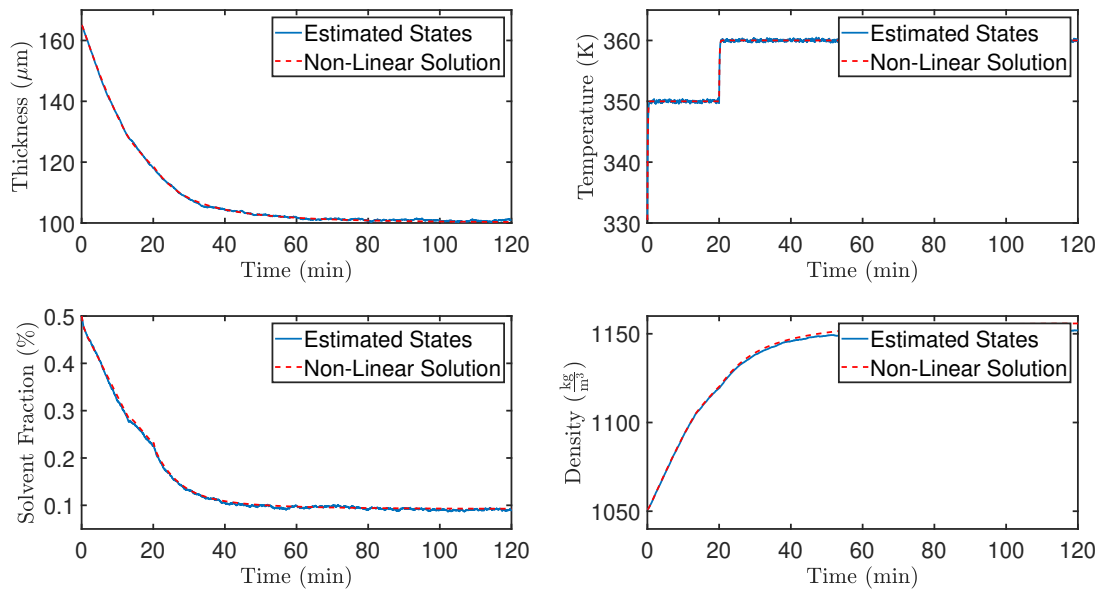 Thickness (μm)
160
140
120
100
0 20 40 60 80 100 120
Time (min)
Estimated States
Non-Linear Solution
Temperature (K)
360
350
340
330
0 20 40 60 80 100 120
Time (min)
Estimated States
Non-Linear Solution
Solvent Fraction (%)
0.5
0.4
0.3
0.2
0.1
0 20 40 60 80 100 120
Time (min)
Estimated States
Non-Linear Solution
Density (kg/m³)
1150
1100
1050
0 20 40 60 80 100 120
Time (min)
Estimated States
Non-Linear Solution